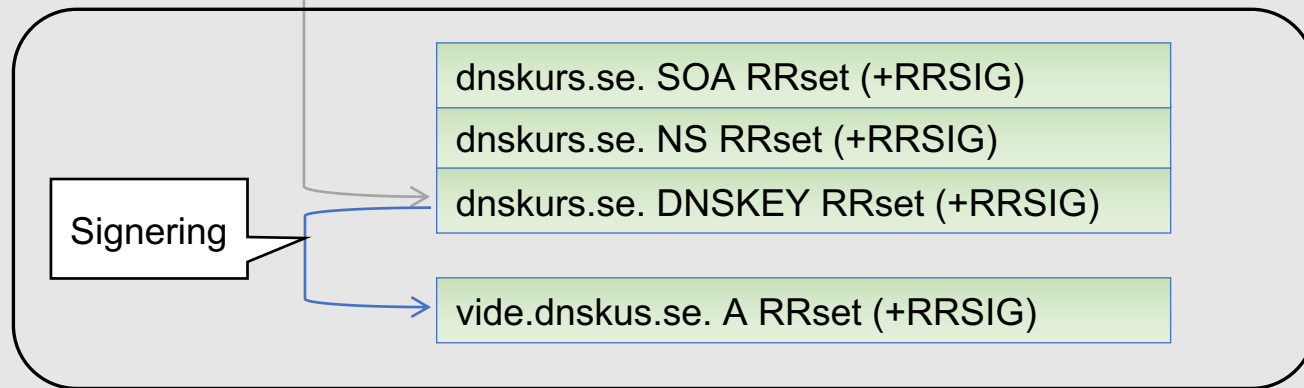 dnskurs.se. SOA RRset (+RRSIG)
dnskurs.se. NS RRset (+RRSIG)
dnskurs.se. DNSKEY RRset (+RRSIG)
Signering
vide.dnskus.se. A RRset (+RRSIG)